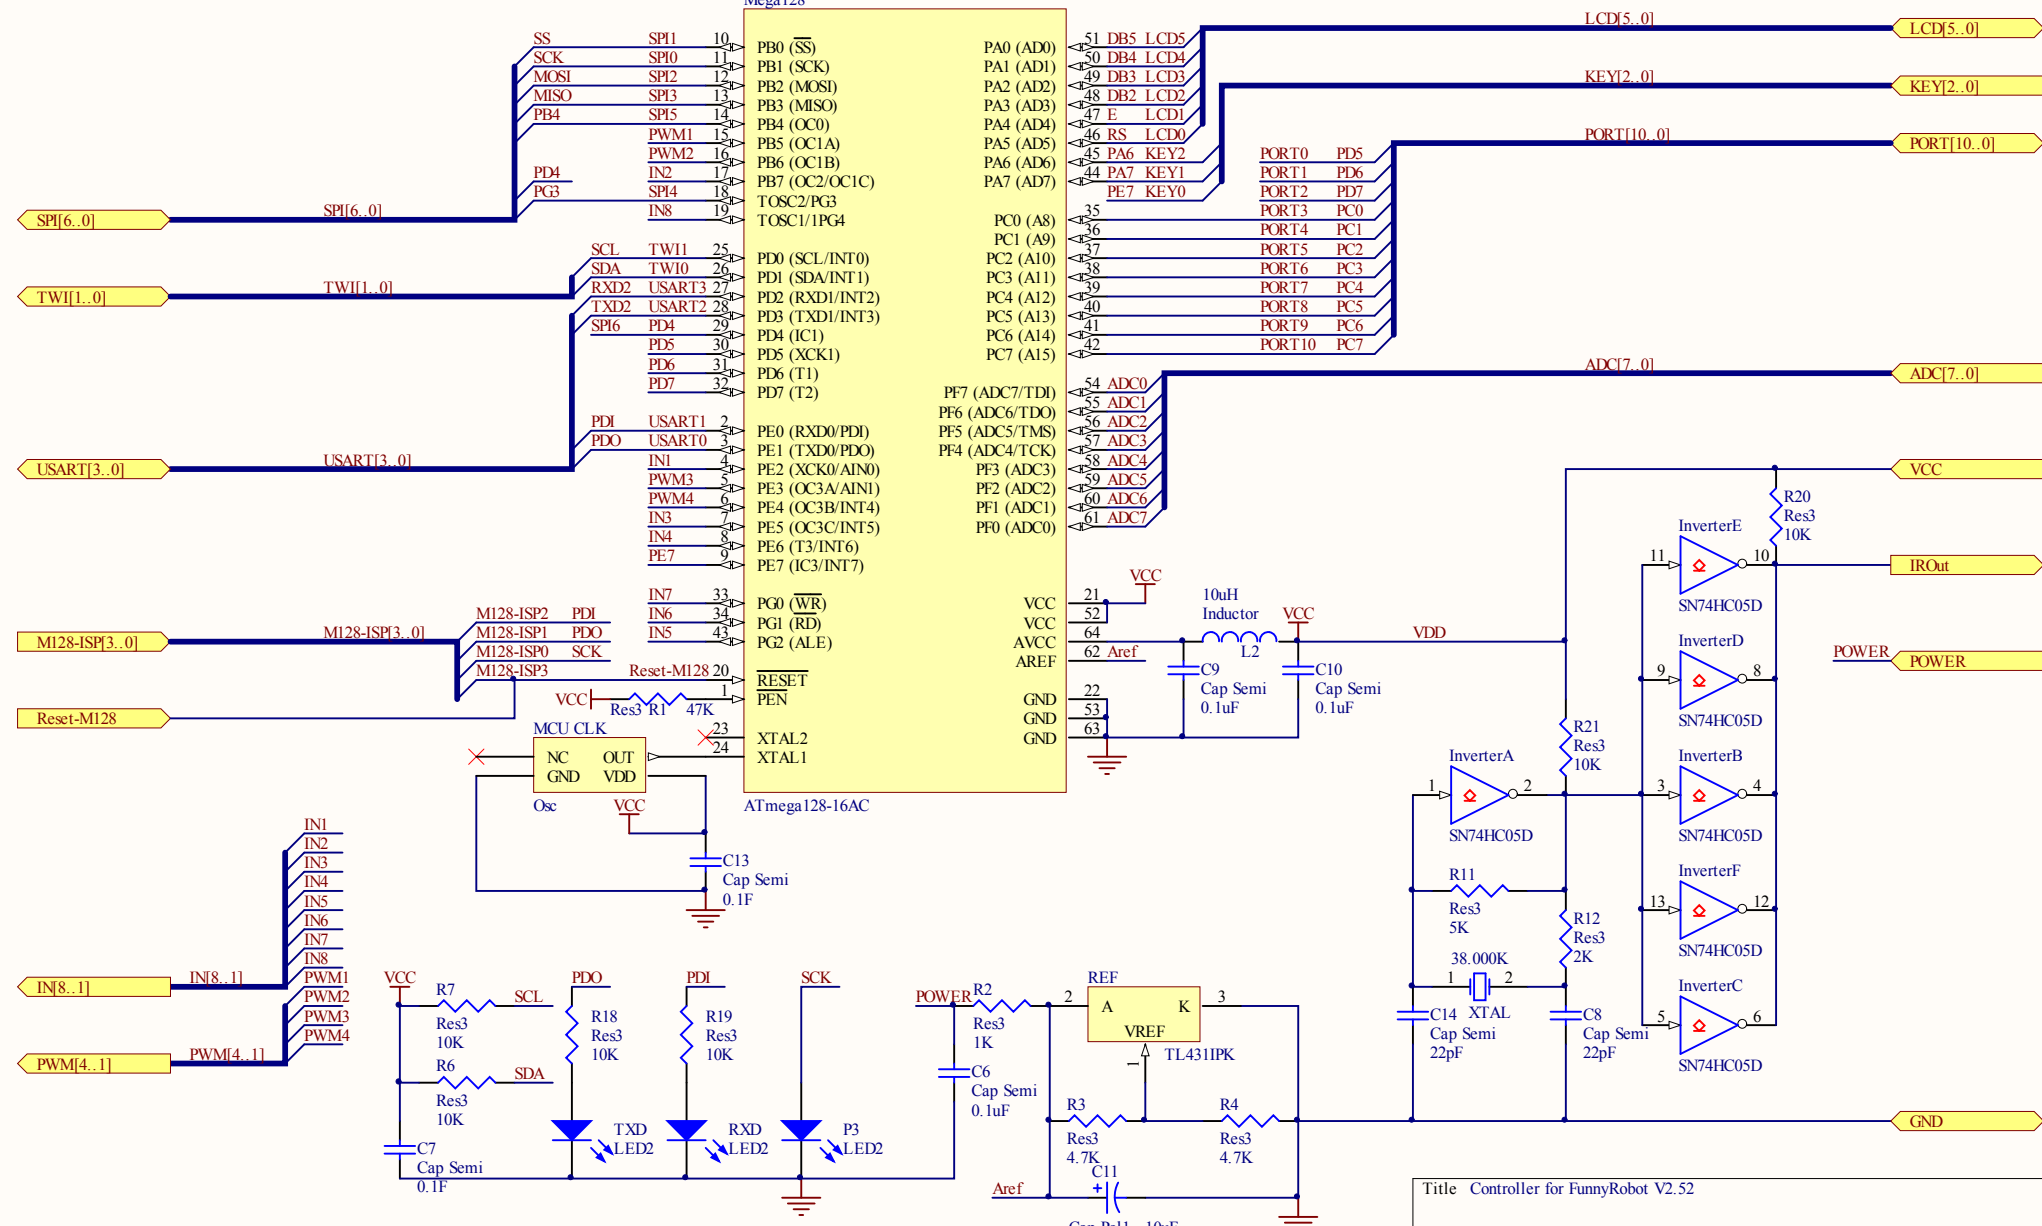 Mega128
SS SPI1 10 PB0 (SS)
SCK SPI0 11 PB1 (SCK)
MOSI SPI2 12 PB2 (MOSI)
MISO SPI3 13 PB3 (MISO)
PB4 SPI5 14 PB4 (OC0)
PWM1 15 PB5 (OC1A)
PWM2 16 PB6 (OC1B)
PD4 IN2 17 PB7 (OC2/OC1C)
PG3 SPI4 18 TOSC2/PG3
IN8 19 TOSC1/1PG4
SPI[6..0] SPI[6..0]
SCL TWI1 25 PD0 (SCL/INT0)
SDA TWI0 26 PD1 (SDA/INT1)
RXD2 USART3 27 PD2 (RXD1/INT2)
TXD2 USART2 28 PD3 (TXD1/INT3)
SPI6 PD4 29 PD4 (IC1)
PD5 30 PD5 (XCK1)
PD6 31 PD6 (T1)
PD7 32 PD7 (T2)
TWI[1..0] TWI[1..0]
PDI USART1 2 PE0 (RXD0/PDI)
PDO USART0 3 PE1 (TXD0/PDO)
IN1 4 PE2 (XCK0/AIN0)
PWM3 5 PE3 (OC3A/AIN1)
PWM4 6 PE4 (OC3B/INT4)
IN3 7 PE5 (OC3C/INT5)
IN4 8 PE6 (T3/INT6)
PE7 9 PE7 (IC3/INT7)
USART[3..0] USART[3..0]
IN7 33 PG0 (WR)
IN6 34 PG1 (RD)
IN5 43 PG2 (ALE)
M128-ISP[3..0] M128-ISP[3..0]
M128-ISP2 PDI
M128-ISP1 PDO
M128-ISP0 SCK
M128-ISP3 Reset-M128 20 RESET
VCC Res3 R1 47K 1 PEN
Reset-M128
23 XTAL2
24 XTAL1
MCU CLK
NC OUT
GND VDD
Osc
VCC
C13
Cap Semi
0.1F
ATmega128-16AC
PA0 (AD0) 51 DB5 LCD5
PA1 (AD1) 50 DB4 LCD4
PA2 (AD2) 49 DB3 LCD3
PA3 (AD3) 48 DB2 LCD2
PA4 (AD4) 47 E LCD1
PA5 (AD5) 46 RS LCD0
PA6 (AD6) 45 PA6 KEY2
PA7 (AD7) 44 PA7 KEY1
PE7 KEY0
LCD[5..0] LCD[5..0]
KEY[2..0] KEY[2..0]
PORT[10..0] PORT[10..0]
PORT0 PD5
PORT1 PD6
PORT2 PD7
PC0 (A8) 35 PORT3 PC0
PC1 (A9) 36 PORT4 PC1
PC2 (A10) 37 PORT5 PC2
PC3 (A11) 38 PORT6 PC3
PC4 (A12) 39 PORT7 PC4
PC5 (A13) 40 PORT8 PC5
PC6 (A14) 41 PORT9 PC6
PC7 (A15) 42 PORT10 PC7
ADC[7..0] ADC[7..0]
PF7 (ADC7/TDI) 54 ADC0
PF6 (ADC6/TDO) 55 ADC1
PF5 (ADC5/TMS) 56 ADC2
PF4 (ADC4/TCK) 57 ADC3
PF3 (ADC3) 58 ADC4
PF2 (ADC2) 59 ADC5
PF1 (ADC1) 60 ADC6
PF0 (ADC0) 61 ADC7
VCC 21 VCC
VCC 52
AVCC 64
AREF 62 Aref
GND 22
GND 53
GND 63
10uH
Inductor
L2
VCC
VDD
C9
Cap Semi
0.1uF
C10
Cap Semi
0.1uF
VCC
R20
Res3
10K
IROut
POWER POWER
InverterE
11 10
SN74HC05D
InverterD
9 8
SN74HC05D
InverterB
3 4
SN74HC05D
InverterF
13 12
SN74HC05D
InverterC
5 6
SN74HC05D
R21
Res3
10K
InverterA
1 2
SN74HC05D
R11
Res3
5K
R12
Res3
2K
38.000K
1 2
XTAL
C14
Cap Semi
22pF
C8
Cap Semi
22pF
GND
IN1
IN2
IN3
IN4
IN5
IN6
IN7
IN8
IN[8..1] IN[8..1]
PWM1
PWM2
PWM3
PWM4
PWM[4..1] PWM[4..1]
VCC
R7 SCL
Res3
10K
R6 SDA
Res3
10K
C7
Cap Semi
0.1F
PDO
R18
Res3
10K
TXD
LED2
PDI
R19
Res3
10K
RXD
LED2
SCK
P3
LED2
POWER R2
Res3
1K
C6
Cap Semi
0.1uF
REF
2 A K 3
VREF
1
TL431IPK
R3
Res3
4.7K
R4
Res3
4.7K
Aref
C11
+
Cap Pol1 10uF
Title Controller for FunnyRobot V2.52